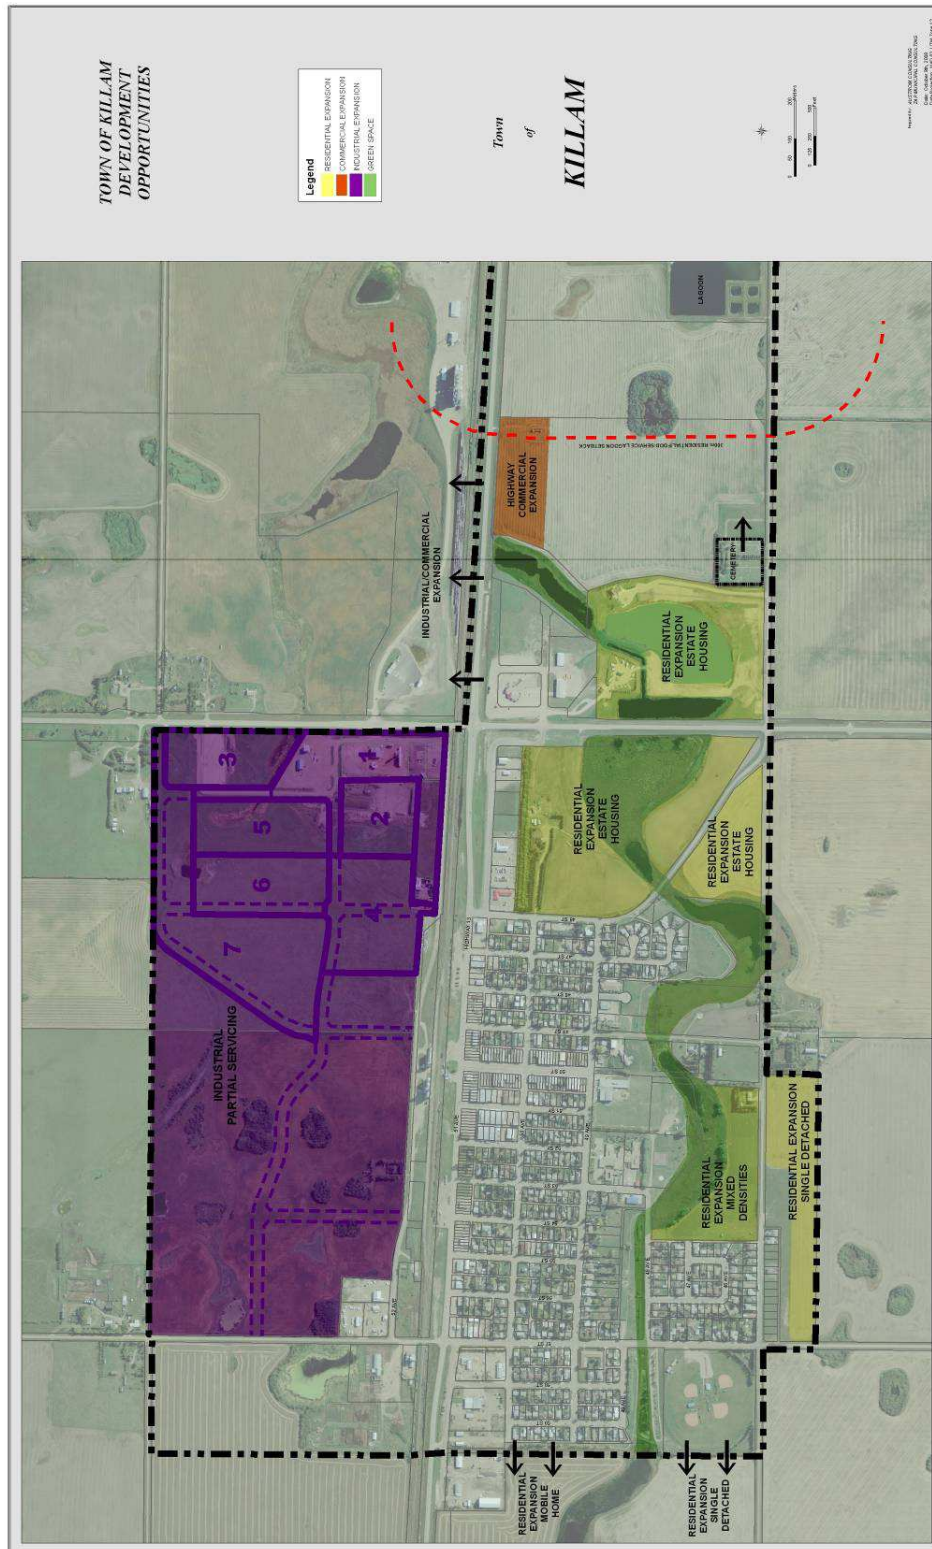 TOWN OF KILLAM
DEVELOPMENT
OPPORTUNITIES
Legend
RESIDENTIAL EXPANSION
COMMERCIAL EXPANSION
INDUSTRIAL EXPANSION
GREEN SPACE
Town
of
KILLAM
INDUSTRIAL
PARTIAL SERVICING
7
6
5
3
4
2
1
INDUSTRIAL/COMMERCIAL
EXPANSION
HIGHWAY
COMMERCIAL
EXPANSION
LAGOON
CEMETERY
RESIDENTIAL
EXPANSION
ESTATE
HOUSING
RESIDENTIAL
EXPANSION
ESTATE
HOUSING
RESIDENTIAL
EXPANSION
ESTATE
HOUSING
RESIDENTIAL
EXPANSION
MIXED
DENSITIES
RESIDENTIAL EXPANSION
SINGLE DETACHED
RESIDENTIAL
EXPANSION
MOBILE
HOME
RESIDENTIAL
EXPANSION
SINGLE
DETACHED
HIGHWAY 13